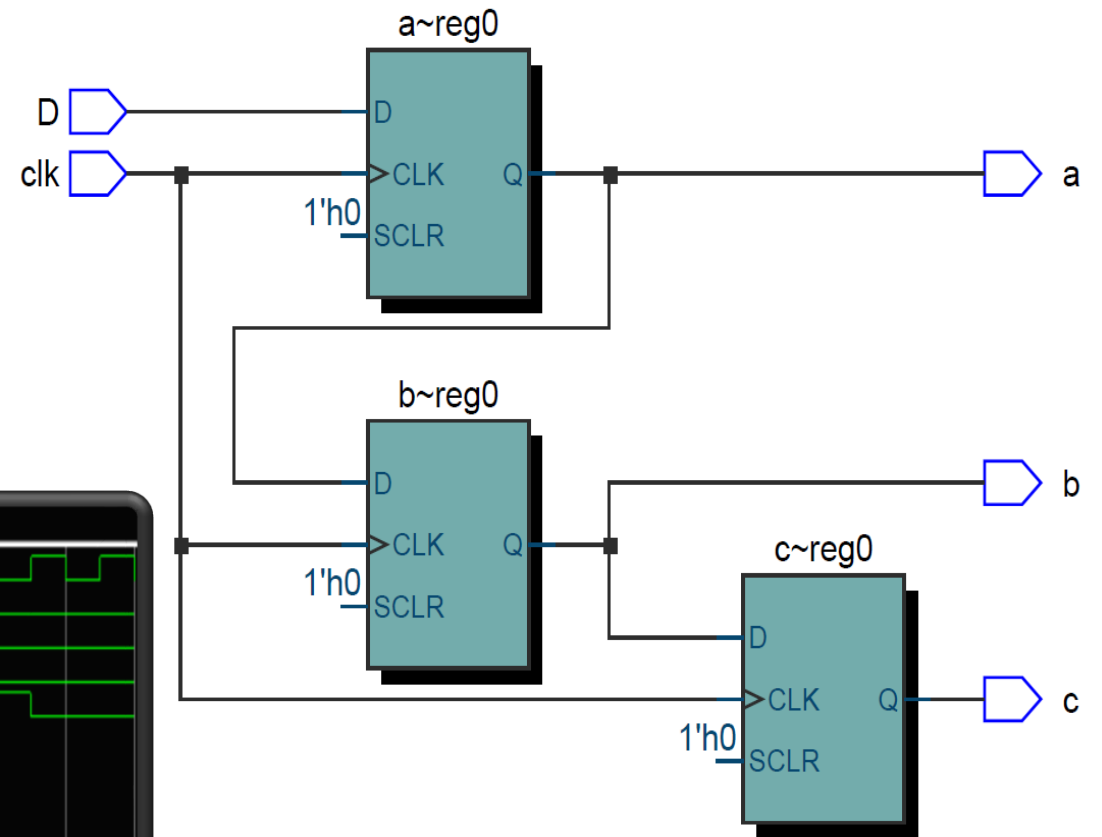 a~reg0
D
D
clk
CLK
Q
a
1'h0
SCLR
b~reg0
D
b
CLK
Q
1'h0
SCLR
c~reg0
D
CLK
Q
c
1'h0
SCLR